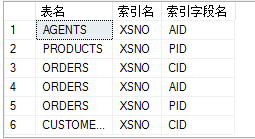 表名 索引名 索引字段名
1 AGENTS XSNO AID
2 PRODUCTS XSNO PID
3 ORDERS XSNO CID
4 ORDERS XSNO AID
5 ORDERS XSNO PID
6 CUSTOME... XSNO CID